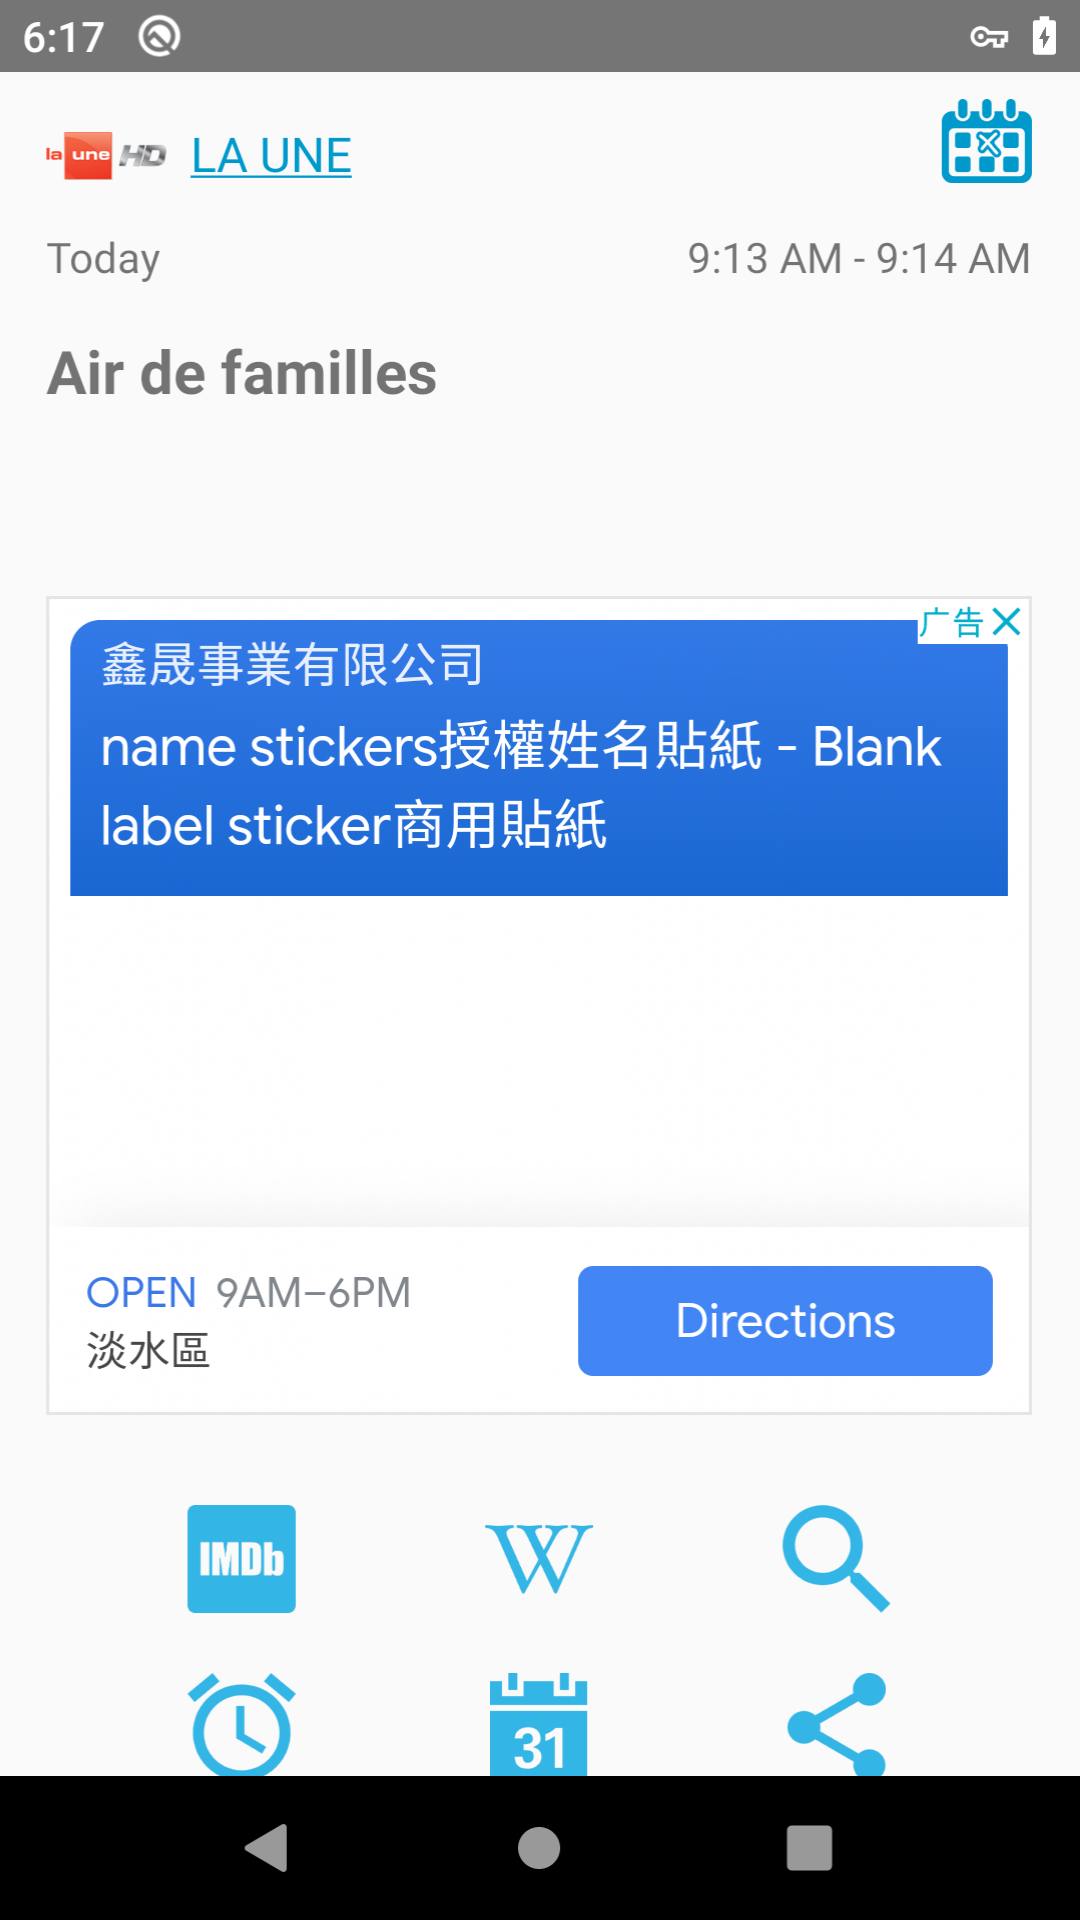 6:17
la une HD LA UNE
Today 9:13 AM - 9:14 AM
Air de familles
广告
鑫晟事業有限公司
name stickers授權姓名貼紙 - Blank
label sticker商用貼紙
OPEN 9AM–6PM
淡水區
Directions
IMDb W
31